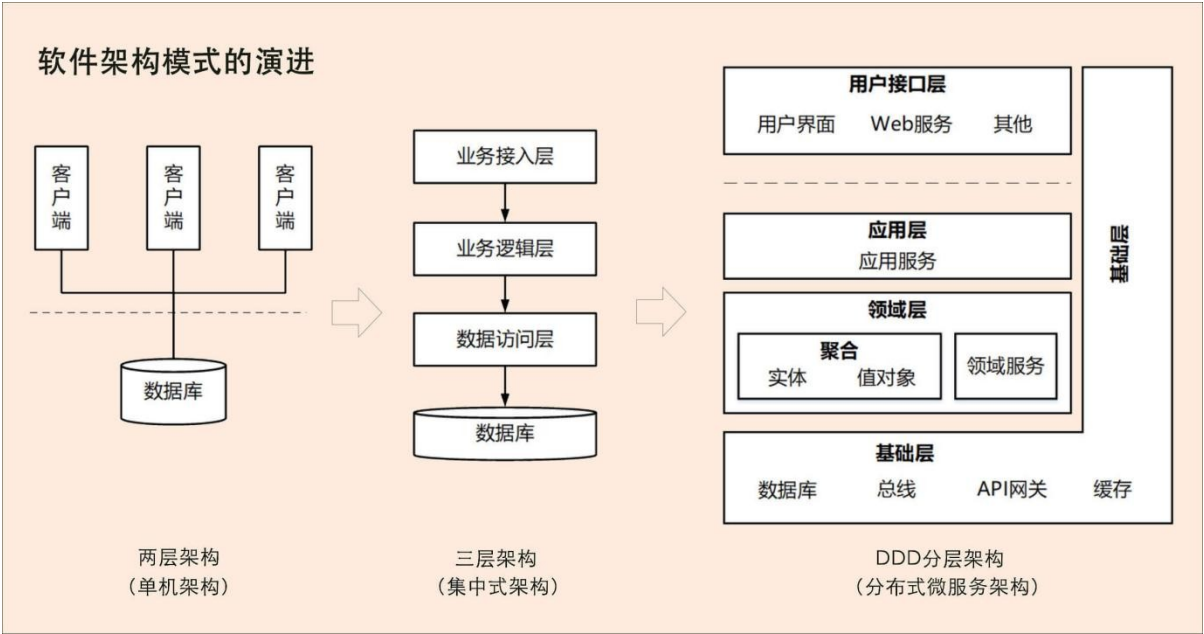 软件架构模式的演进
客户端
客户端
客户端
数据库
两层架构
（单机架构）
业务接入层
业务逻辑层
数据访问层
数据库
三层架构
（集中式架构）
用户接口层
用户界面 Web服务 其他
应用层
应用服务
领域层
聚合
实体 值对象
领域服务
基础层
基础层
数据库 总线 API网关 缓存
DDD分层架构
（分布式微服务架构）